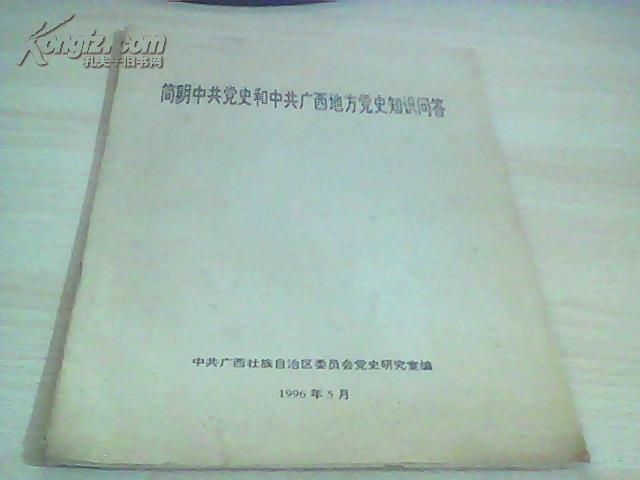 Kongfz.com
孔夫子旧书网
简明中共党史和中共广西地方党史知识问答
中共广西壮族自治区委员会党史研究室编
1996年5月